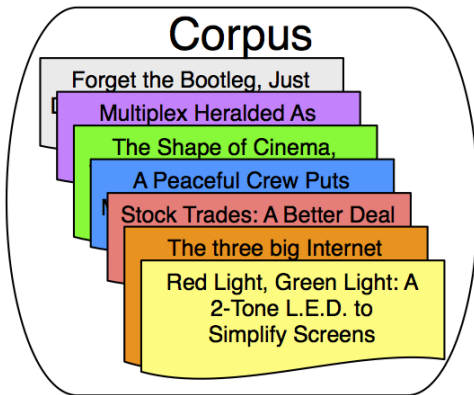 Corpus
Forget the Bootleg, Just
Multiplex Heralded As
The Shape of Cinema,
A Peaceful Crew Puts
Stock Trades: A Better Deal
The three big Internet
Red Light, Green Light: A
2-Tone L.E.D. to
Simplify Screens